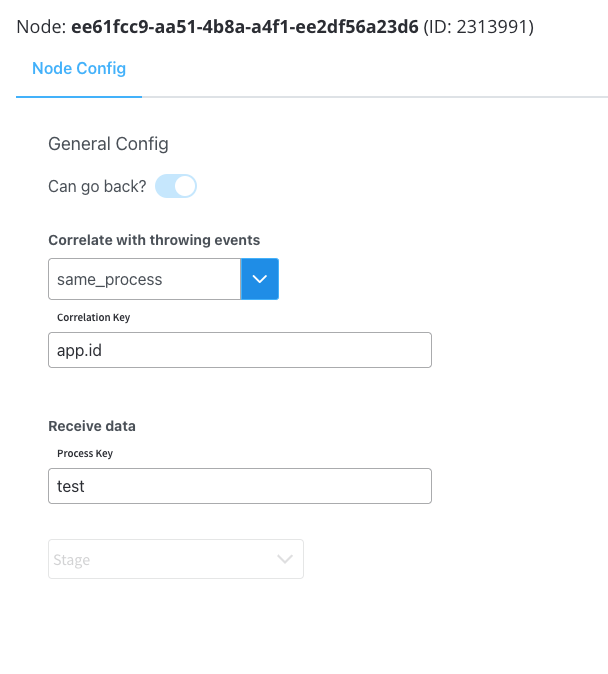 Node: ee61fcc9-aa51-4b8a-a4f1-ee2df56a23d6 (ID: 2313991)
Node Config
General Config
Can go back?
Correlate with throwing events
same_process
Correlation Key
app.id
Receive data
Process Key
test
Stage